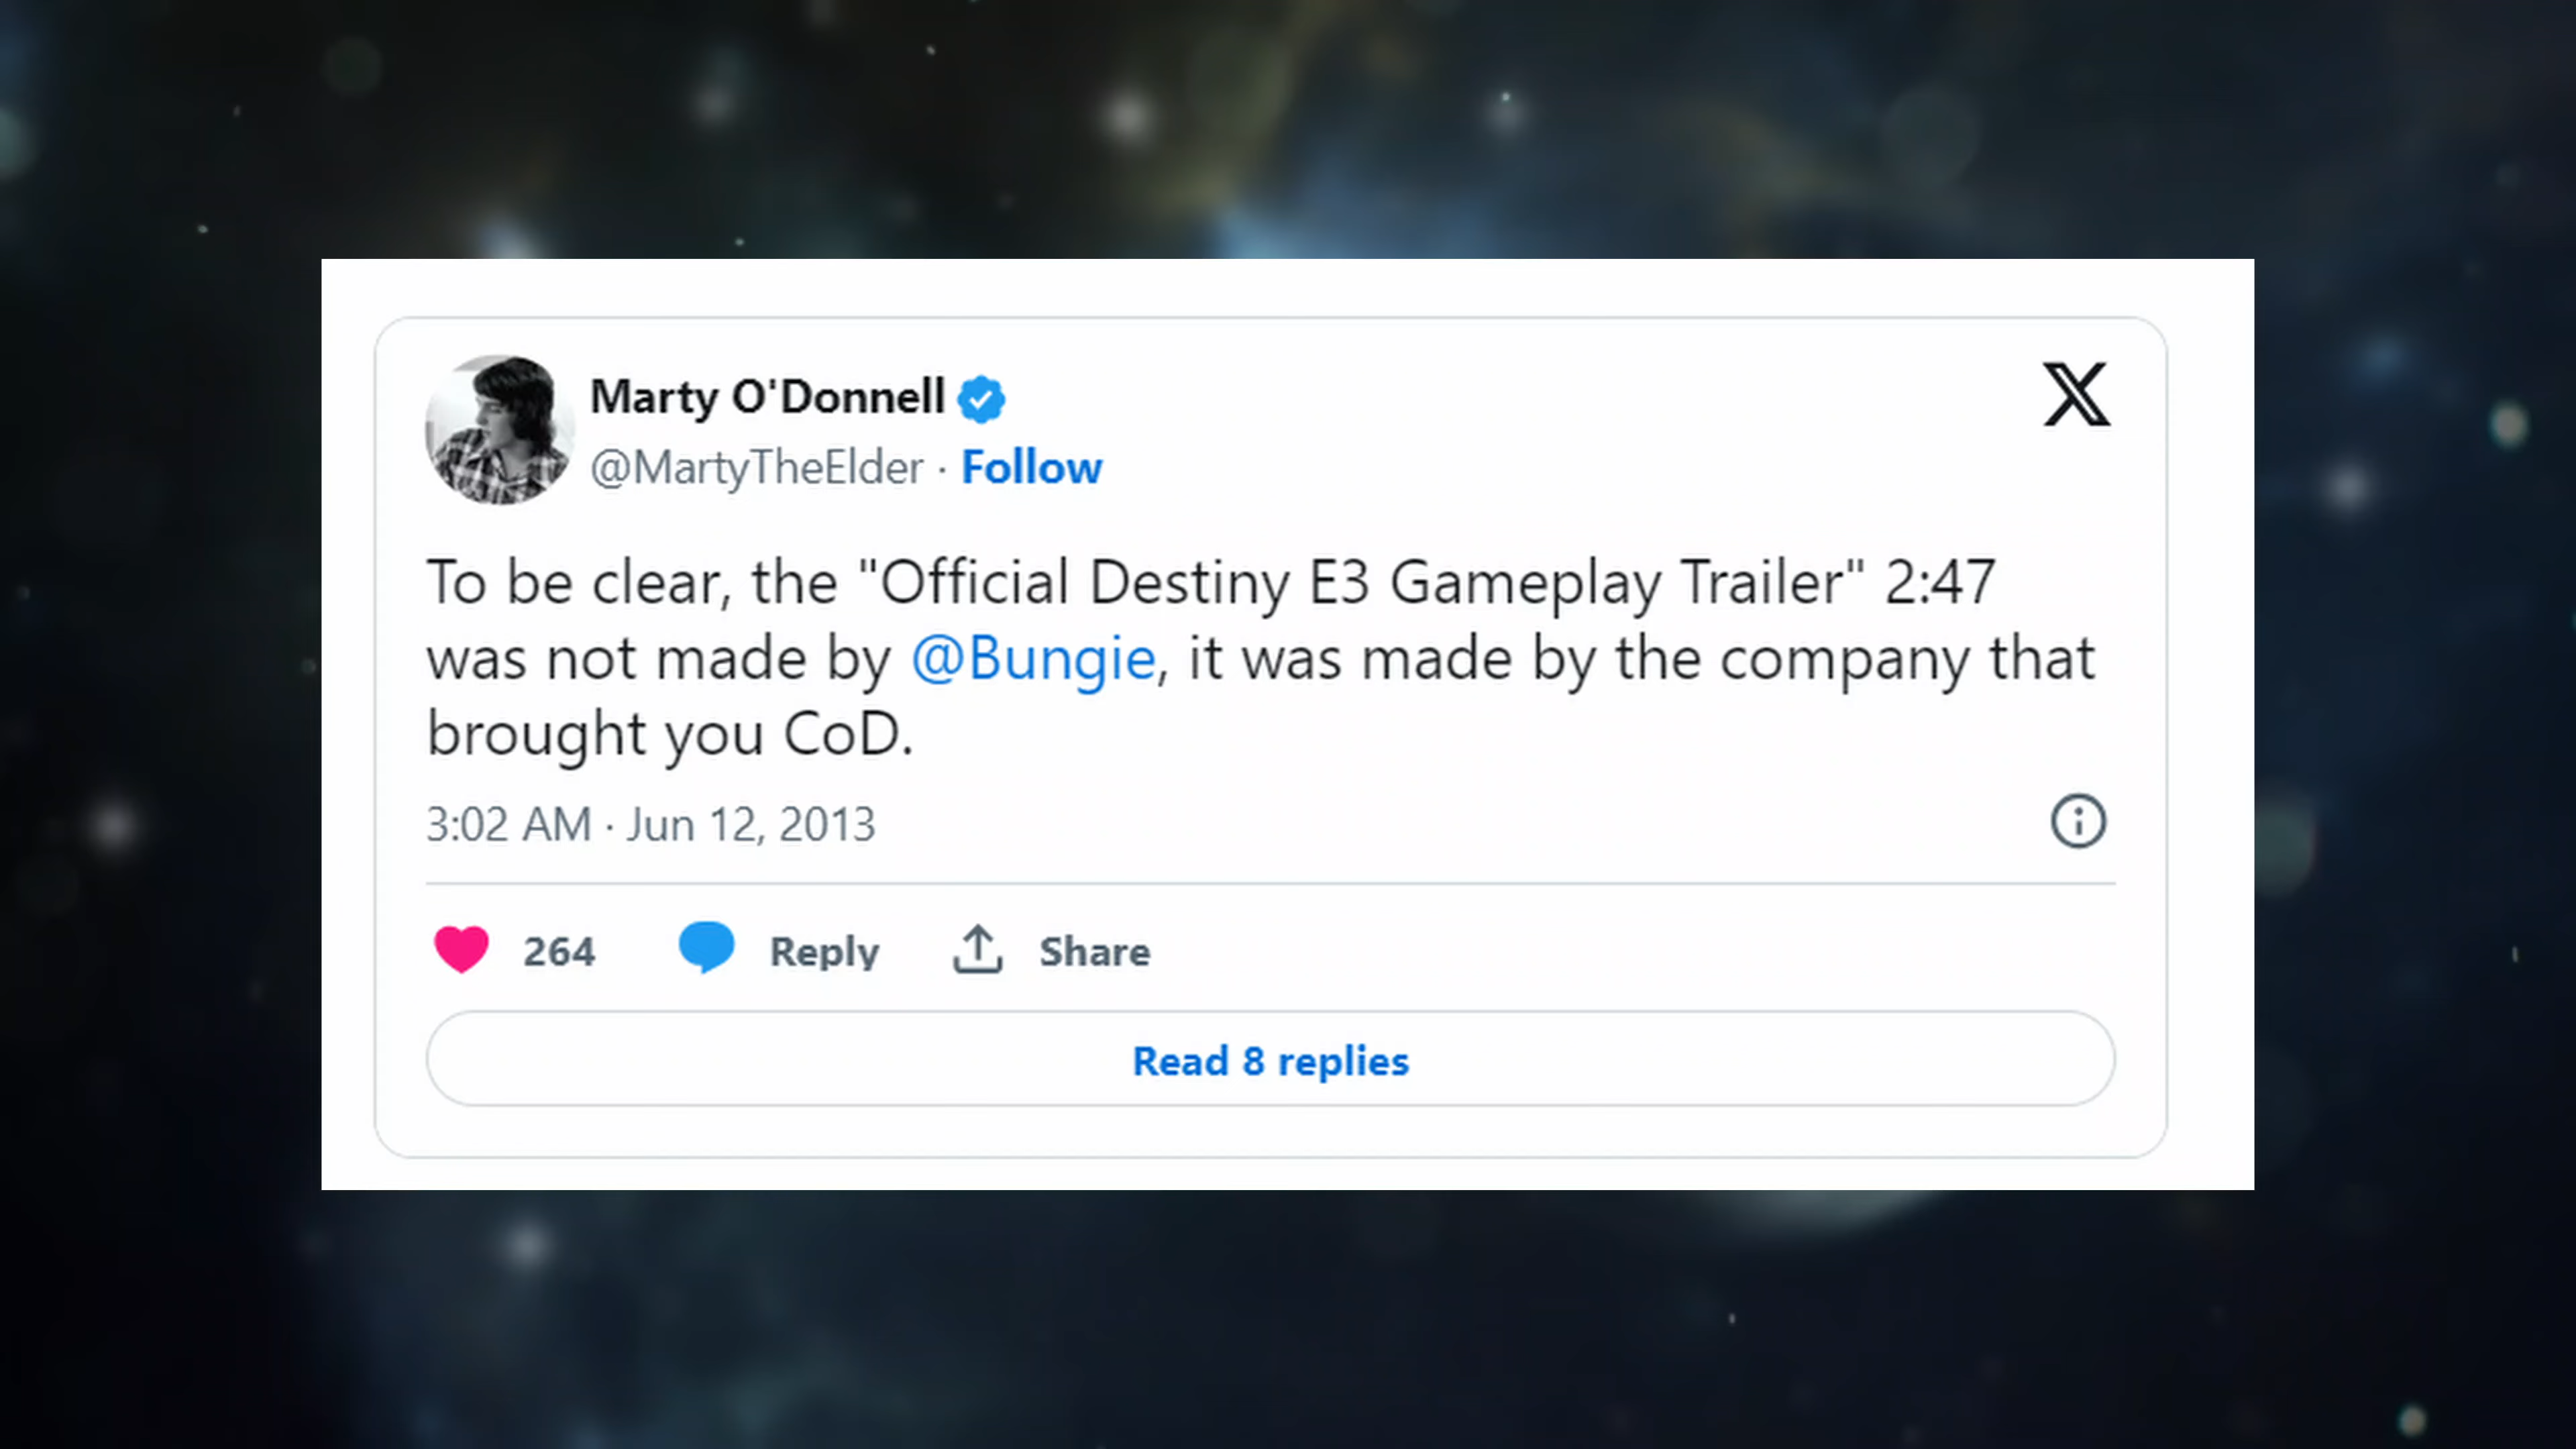 Marty O'Donnell
@MartyTheElder · Follow
To be clear, the "Official Destiny E3 Gameplay Trailer" 2:47
was not made by @Bungie, it was made by the company that
brought you CoD.
3:02 AM · Jun 12, 2013
264 Reply Share
Read 8 replies